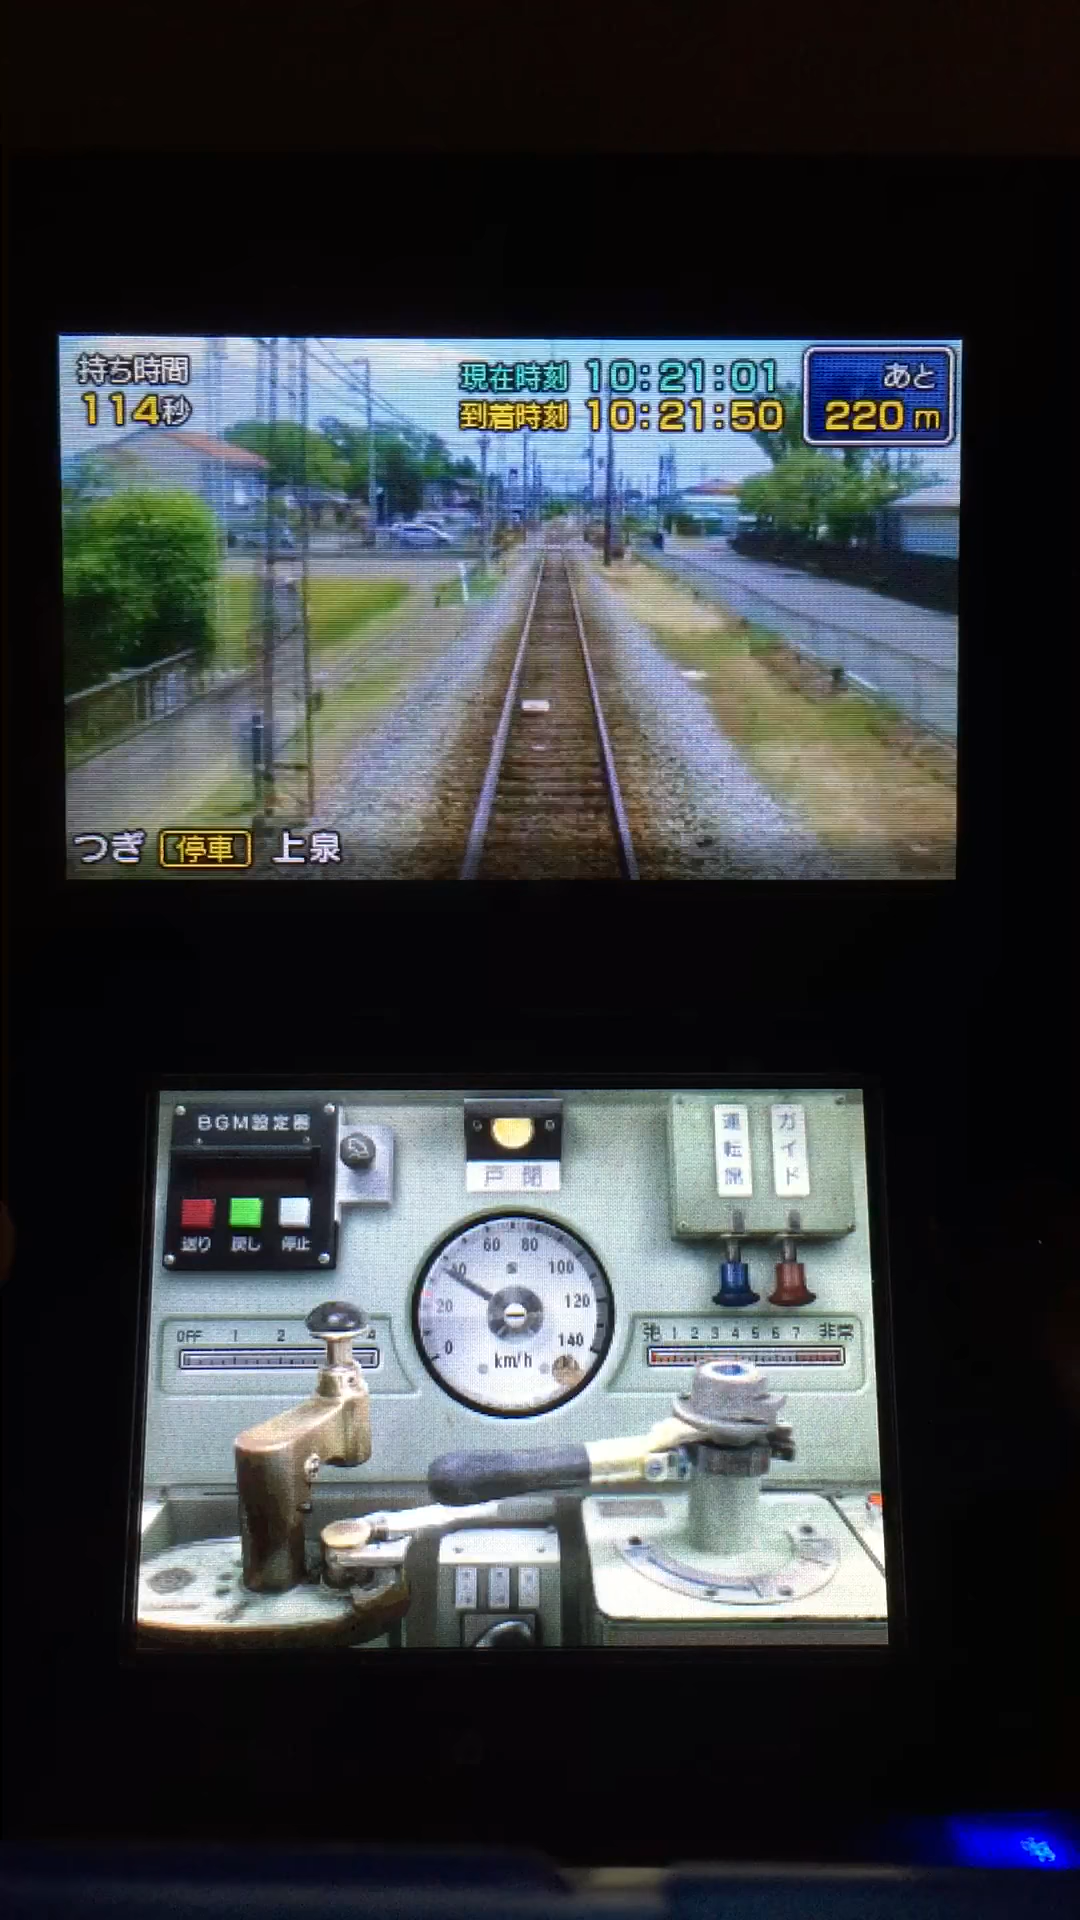 持ち時間
114秒
現在時刻 10:21:01
到着時刻 10:21:50
あと
220m
つぎ 停車 上泉
BGM設定器
送り 戻し 停止
戸閉
運転席
ガイド
0 20 40 60 80 100 120 140
km/h
OFF 1 2 4
弛 1 2 3 4 5 6 7 非常